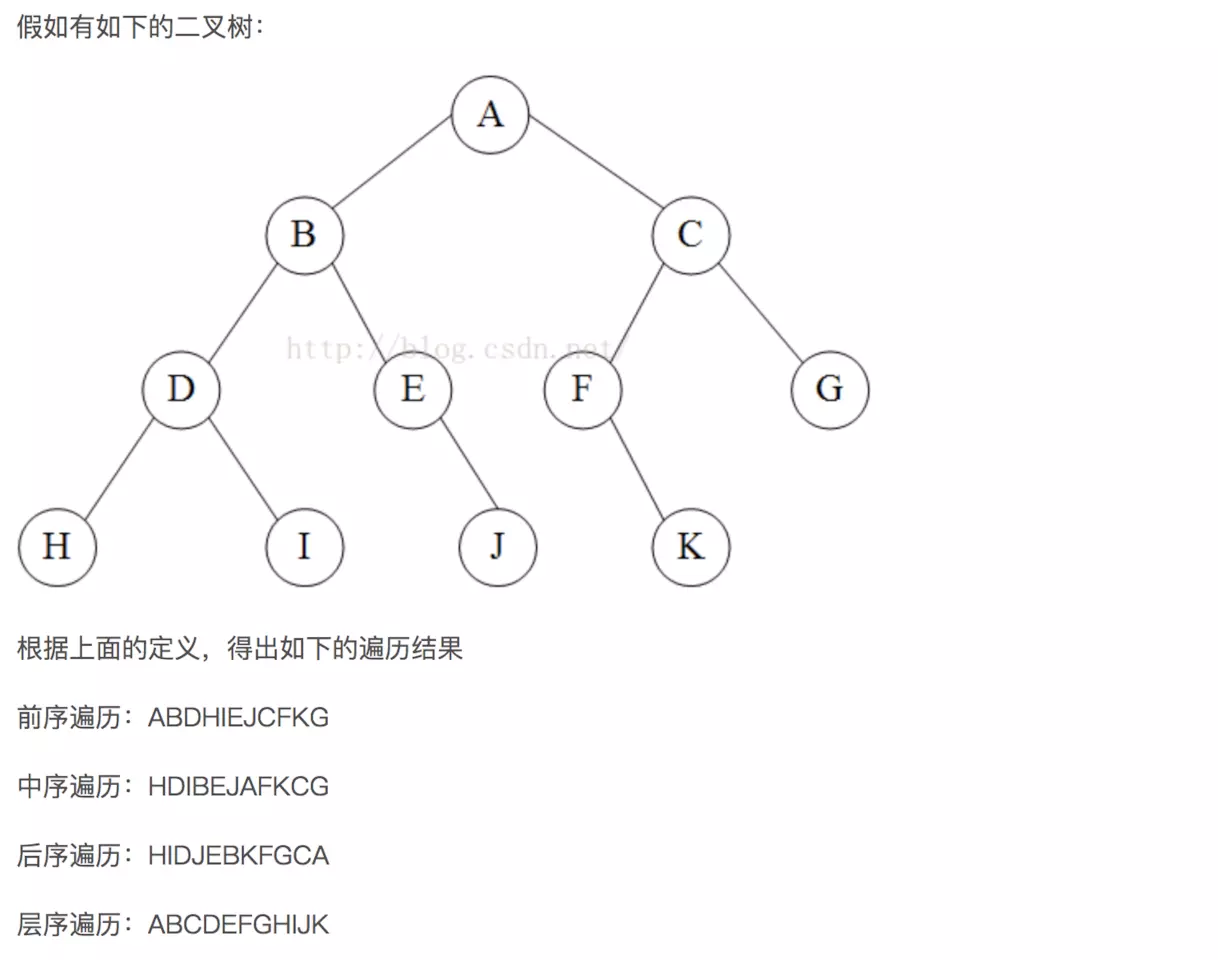 假如有如下的二叉树：
A
B
C
http://blog.csdn.net/
D
E
F
G
H
I
J
K
根据上面的定义，得出如下的遍历结果
前序遍历：ABDHIEJCFKG
中序遍历：HDIBEJAFKCG
后序遍历：HIDJEBKFGCA
层序遍历：ABCDEFGHIJK